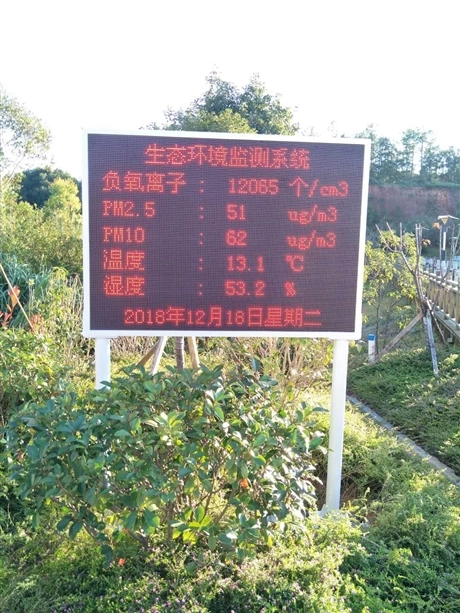 生态环境监测系统
负氧离子 : 12085 个/cm3
PM2.5 : 51 ug/m3
PM10 : 62 ug/m3
温度 : 13.1 ℃
湿度 : 53.2 %
2018年12月18日星期二